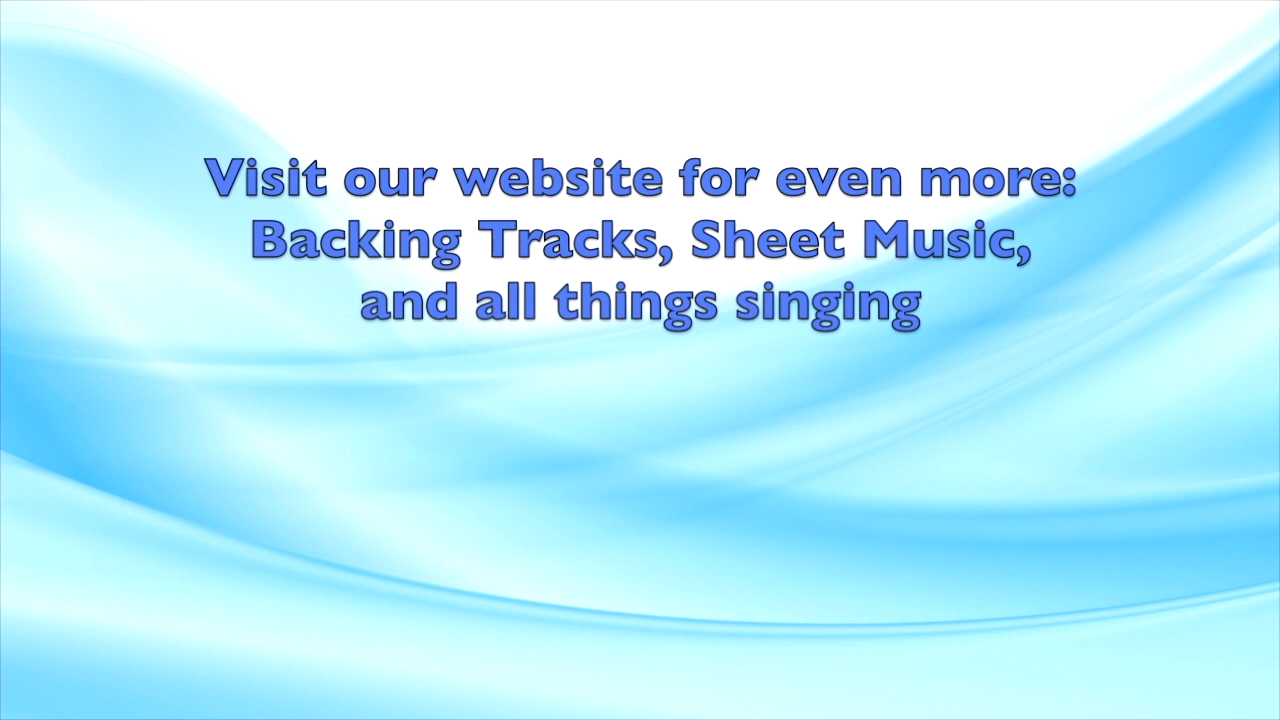 Visit our website for even more:
Backing Tracks, Sheet Music,
and all things singing